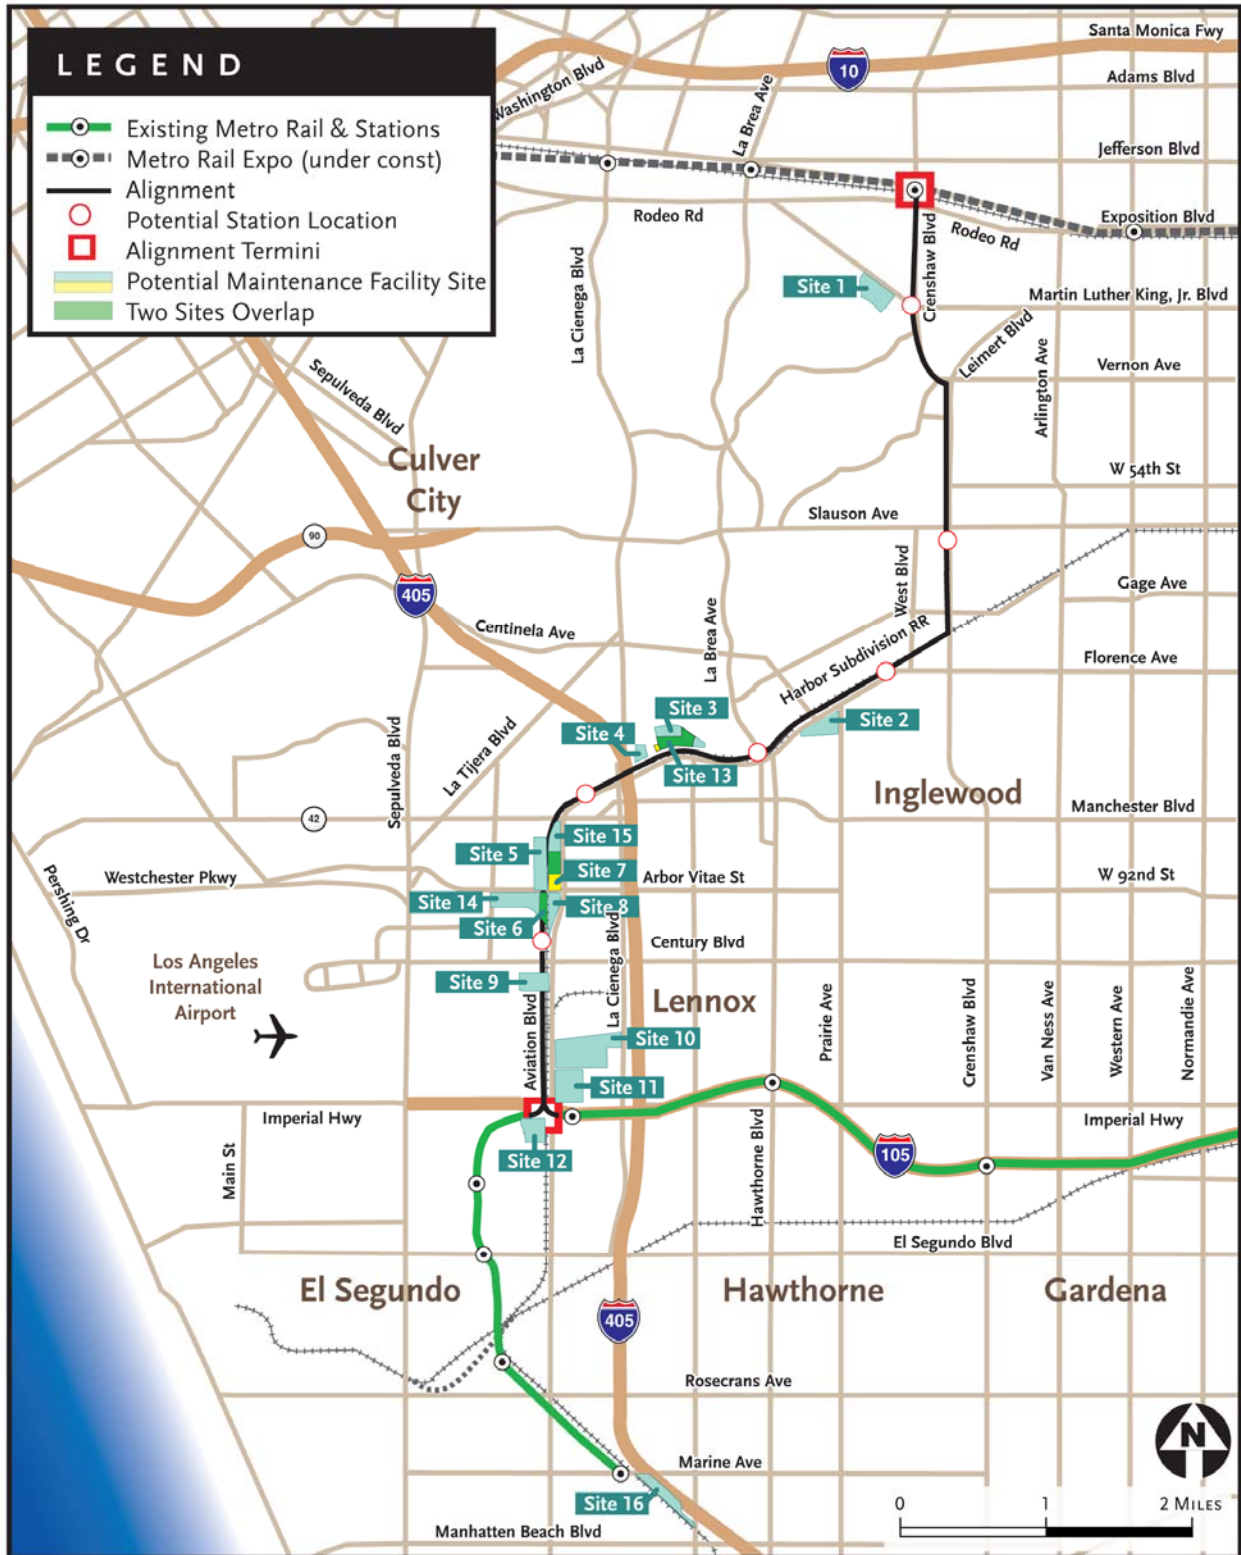 LEGEND
Existing Metro Rail & Stations
Metro Rail Expo (under const)
Alignment
Potential Station Location
Alignment Termini
Potential Maintenance Facility Site
Two Sites Overlap
Santa Monica Fwy
10
Adams Blvd
Washington Blvd
La Brea Ave
Jefferson Blvd
Rodeo Rd
Crenshaw Blvd
Rodeo Rd
Exposition Blvd
La Cienega Blvd
Site 1
Martin Luther King, Jr. Blvd
Leimert Blvd
Arlington Ave
Vernon Ave
Sepulveda Blvd
Culver
City
W 54th St
Slauson Ave
90
405
West Blvd
Gage Ave
Centinela Ave
La Brea Ave
Harbor Subdivision RR
Florence Ave
Site 3
Site 2
Site 4
Site 13
Sepulveda Blvd
La Tijera Blvd
Inglewood
Manchester Blvd
42
Site 15
Site 5
Site 7
Pershing Dr
Westchester Pkwy
Arbor Vitae St
W 92nd St
Site 14
Site 8
Site 6
La Cienega Blvd
Century Blvd
Los Angeles
International
Airport
Site 9
Lennox
Aviation Blvd
Prairie Ave
Crenshaw Blvd
Van Ness Ave
Western Ave
Normandie Ave
Site 10
Site 11
Imperial Hwy
Imperial Hwy
Main St
Site 12
Hawthorne Blvd
105
El Segundo Blvd
El Segundo
Hawthorne
Gardena
405
Rosecrans Ave
N
Marine Ave
Site 16
0 1 2 MILES
Manhatten Beach Blvd